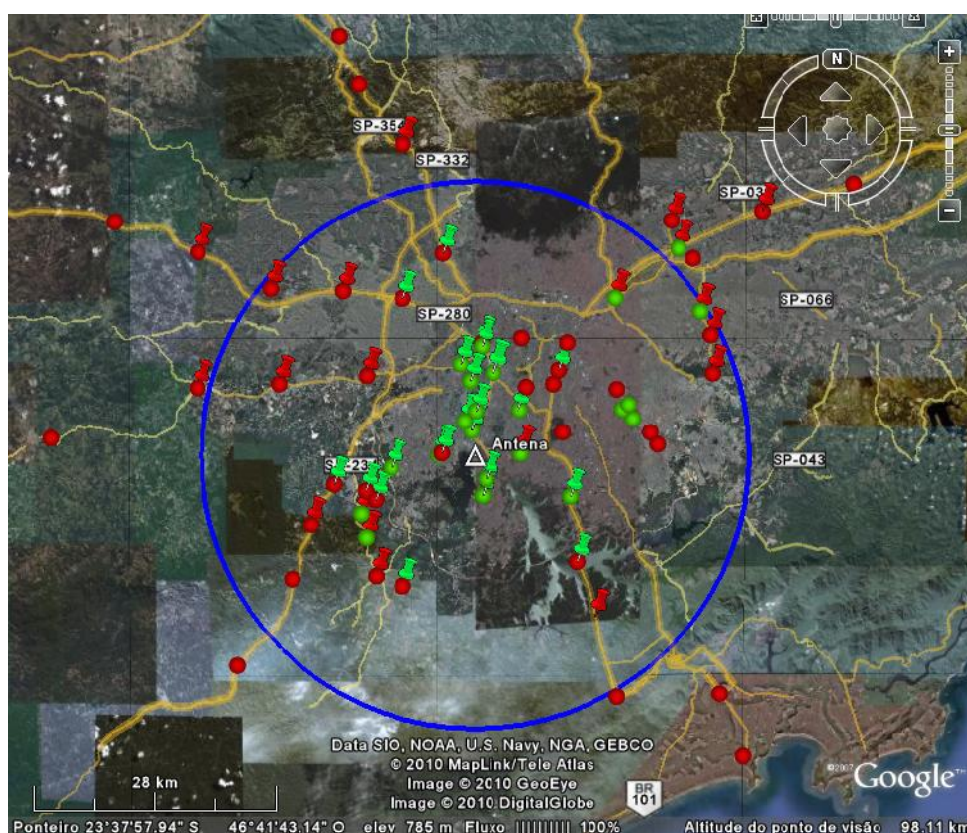 N
SP-354
SP-332
SP-03
SP-066
SP-280
Antena
SP-23
SP-043
Data SIO, NOAA, U.S. Navy, NGA, GEBCO
© 2010 MapLink/Tele Atlas
Image © 2010 GeoEye
Image © 2010 DigitalGlobe
28 km
BR
101
©2007 Google™
Ponteiro 23°37'57.94" S 46°41'43.14" O elev 785 m Fluxo |||||||||| 100% Altitude do ponto de visão 98.11 km